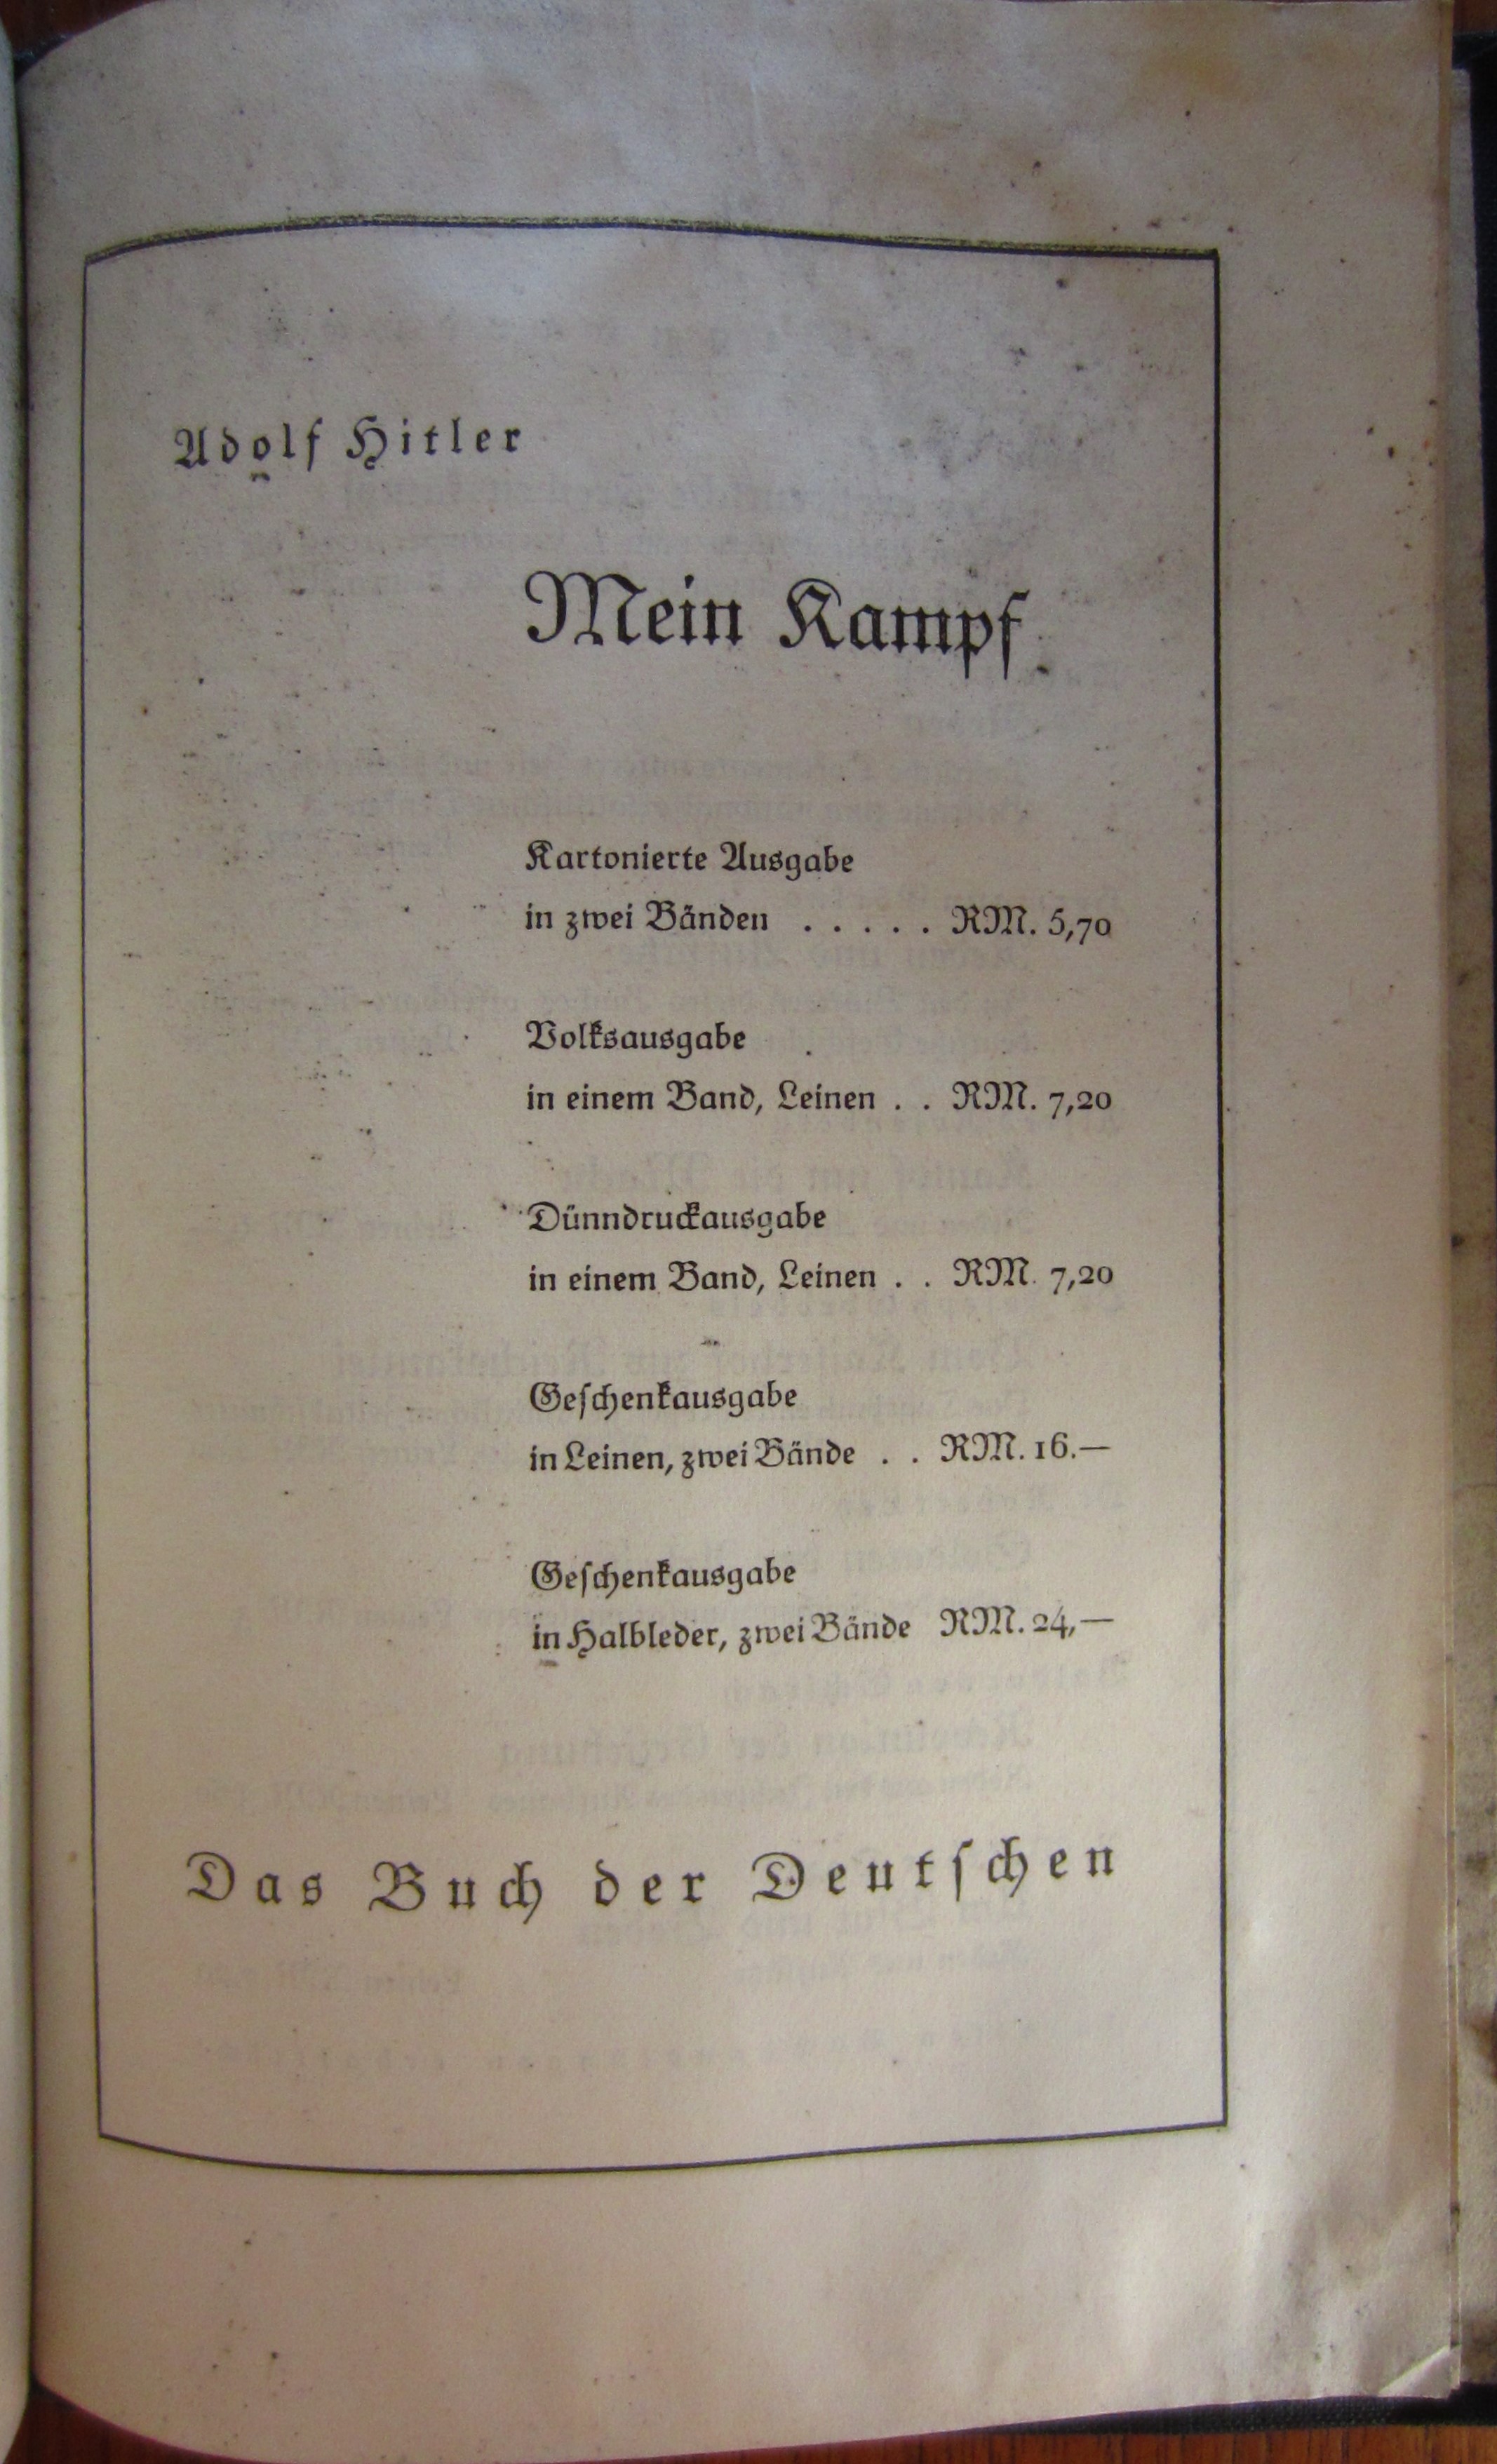 Adolf Hitler
Mein Kampf
Kartonierte Ausgabe
in zwei Bänden . . . . . RM. 5,70
Volksausgabe
in einem Band, Leinen . . RM. 7,20
Dünndruckausgabe
in einem Band, Leinen . . RM. 7,20
Geſchenkausgabe
in Leinen, zwei Bände . . RM. 16.—
Geſchenkausgabe
in Halbleder, zwei Bände RM. 24,—
Das Buch der Deutſchen